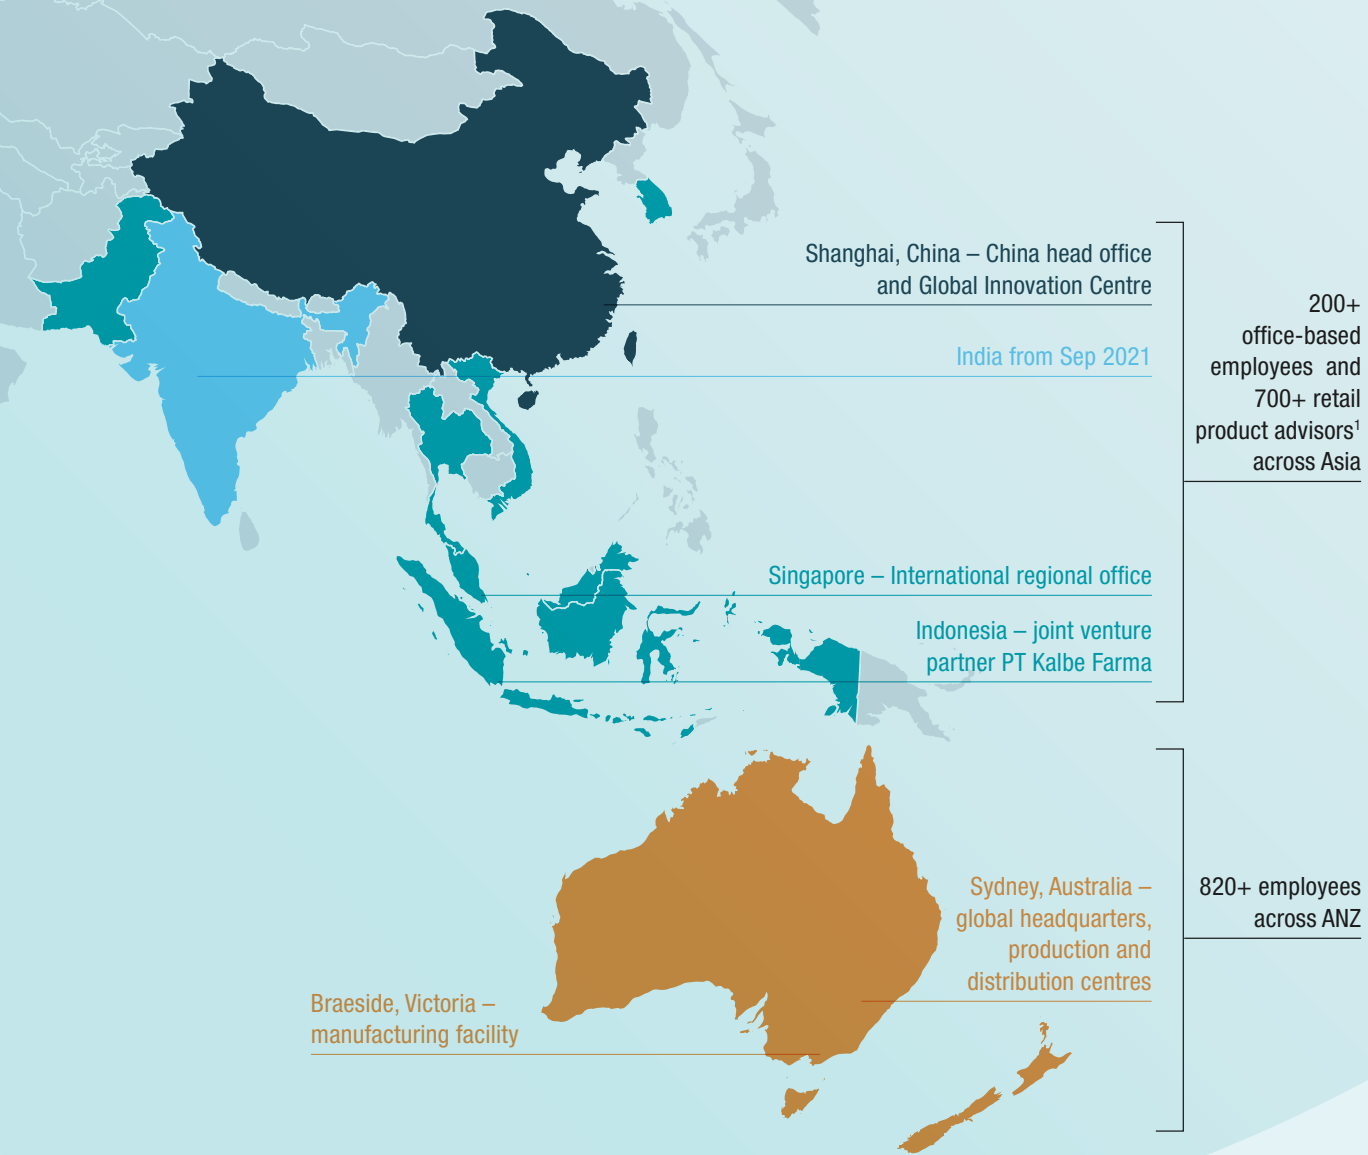 Shanghai, China – China head office
and Global Innovation Centre
India from Sep 2021
200+
office-based
employees and
700+ retail
product advisors¹
across Asia
Singapore – International regional office
Indonesia – joint venture
partner PT Kalbe Farma
Sydney, Australia –
global headquarters,
production and
distribution centres
820+ employees
across ANZ
Braeside, Victoria –
manufacturing facility